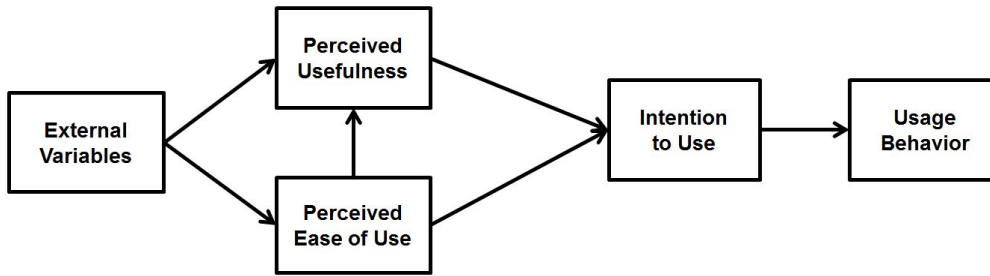 External
Variables
Perceived
Usefulness
Perceived
Ease of Use
Intention
to Use
Usage
Behavior